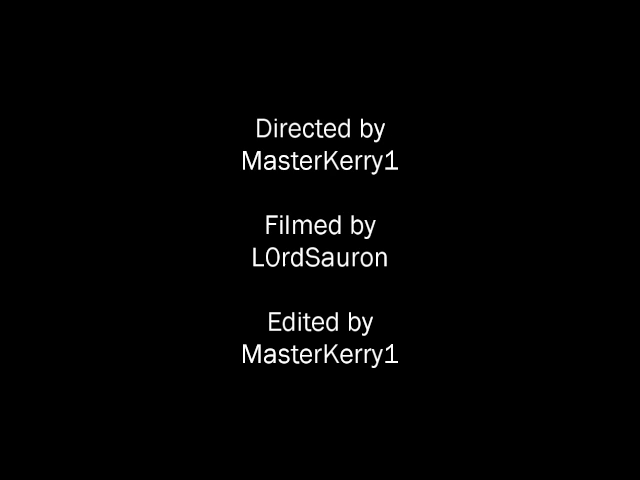 Directed by
MasterKerry1
Filmed by
L0rdSauron
Edited by
MasterKerry1